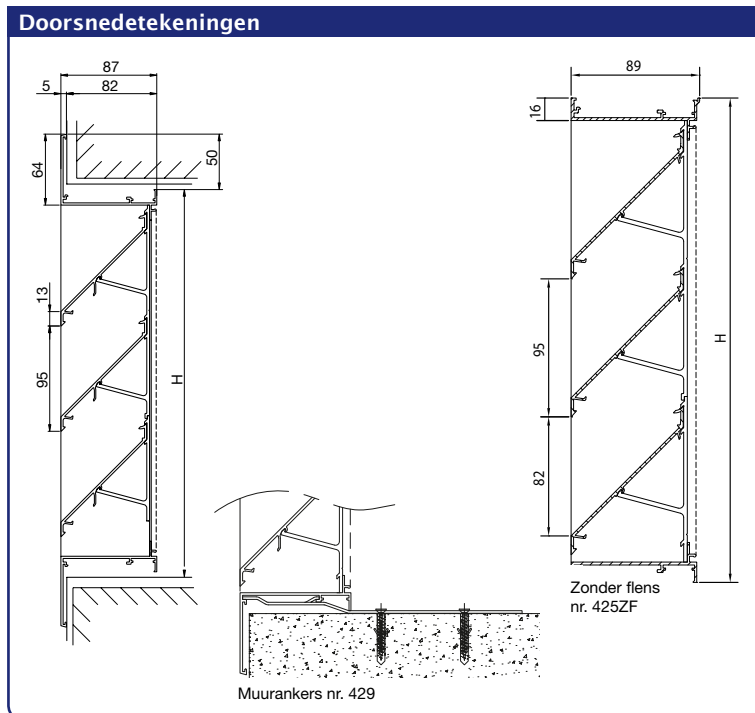 Doorsnedetekeningen
87
5 82
64
50
13
95
H
89
16
95
82
H
Zonder flens
nr. 425ZF
Muurankers nr. 429